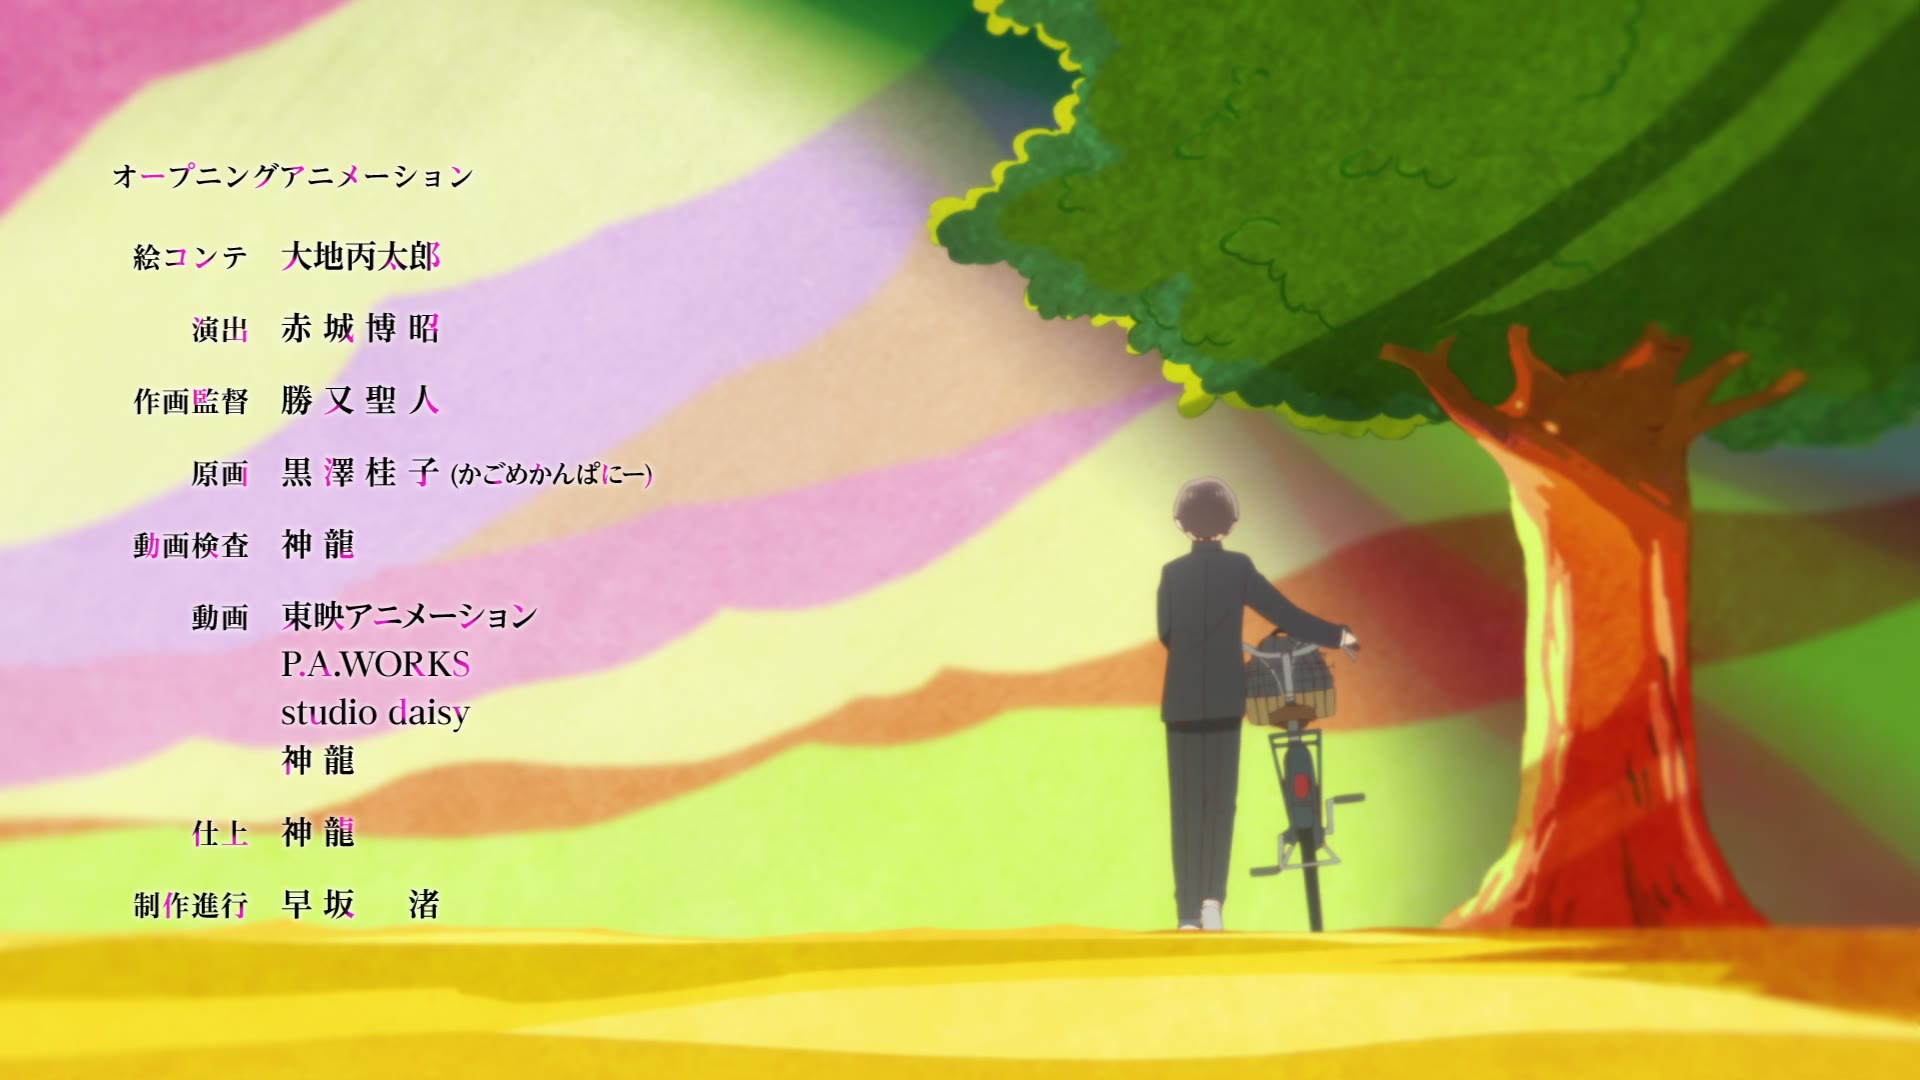 オープニングアニメーション
絵コンテ 大地丙太郎
演出 赤城博昭
作画監督 勝又聖人
原画 黒澤桂子 (かごめかんぱにー)
動画検査 神龍
動画 東映アニメーション
P.A.WORKS
studio daisy
神龍
仕上 神龍
制作進行 早坂 渚